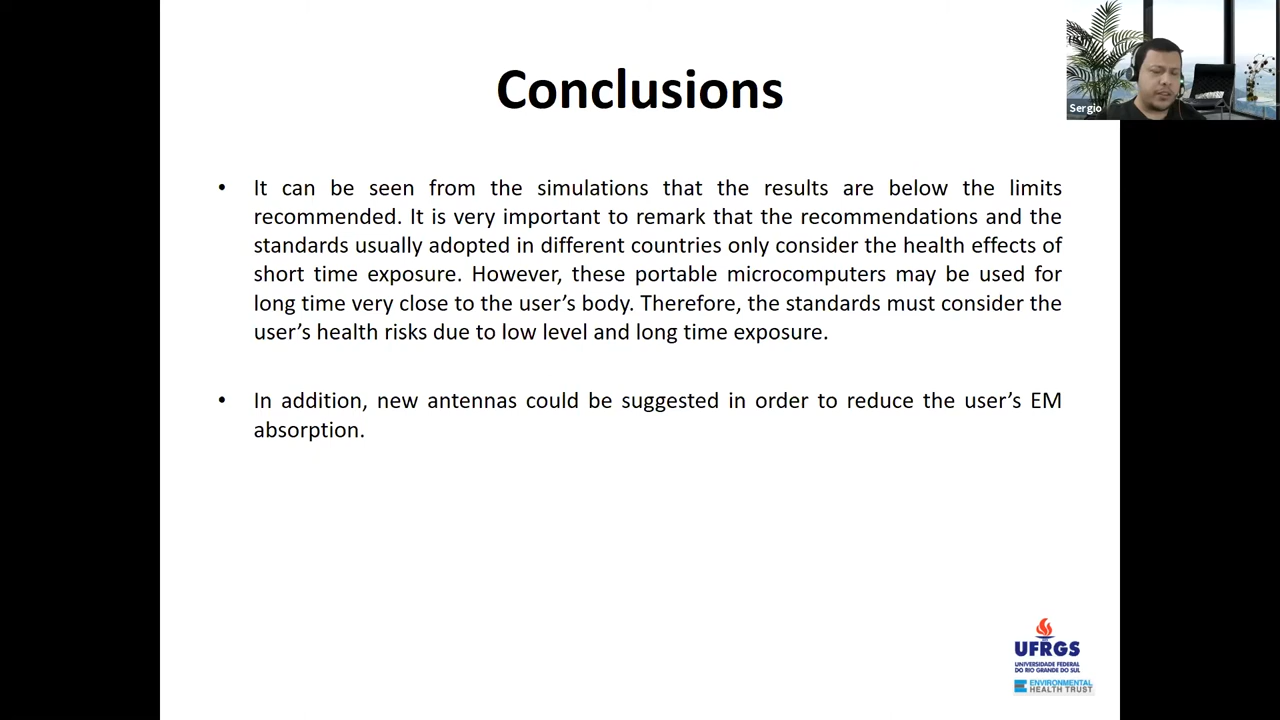 Conclusions
Sergio
• It can be seen from the simulations that the results are below the limits
recommended. It is very important to remark that the recommendations and the
standards usually adopted in different countries only consider the health effects of
short time exposure. However, these portable microcomputers may be used for
long time very close to the user’s body. Therefore, the standards must consider the
user’s health risks due to low level and long time exposure.
• In addition, new antennas could be suggested in order to reduce the user’s EM
absorption.
UFRGS
UNIVERSIDADE FEDERAL
DO RIO GRANDE DO SUL
ENVIRONMENTAL
HEALTH TRUST